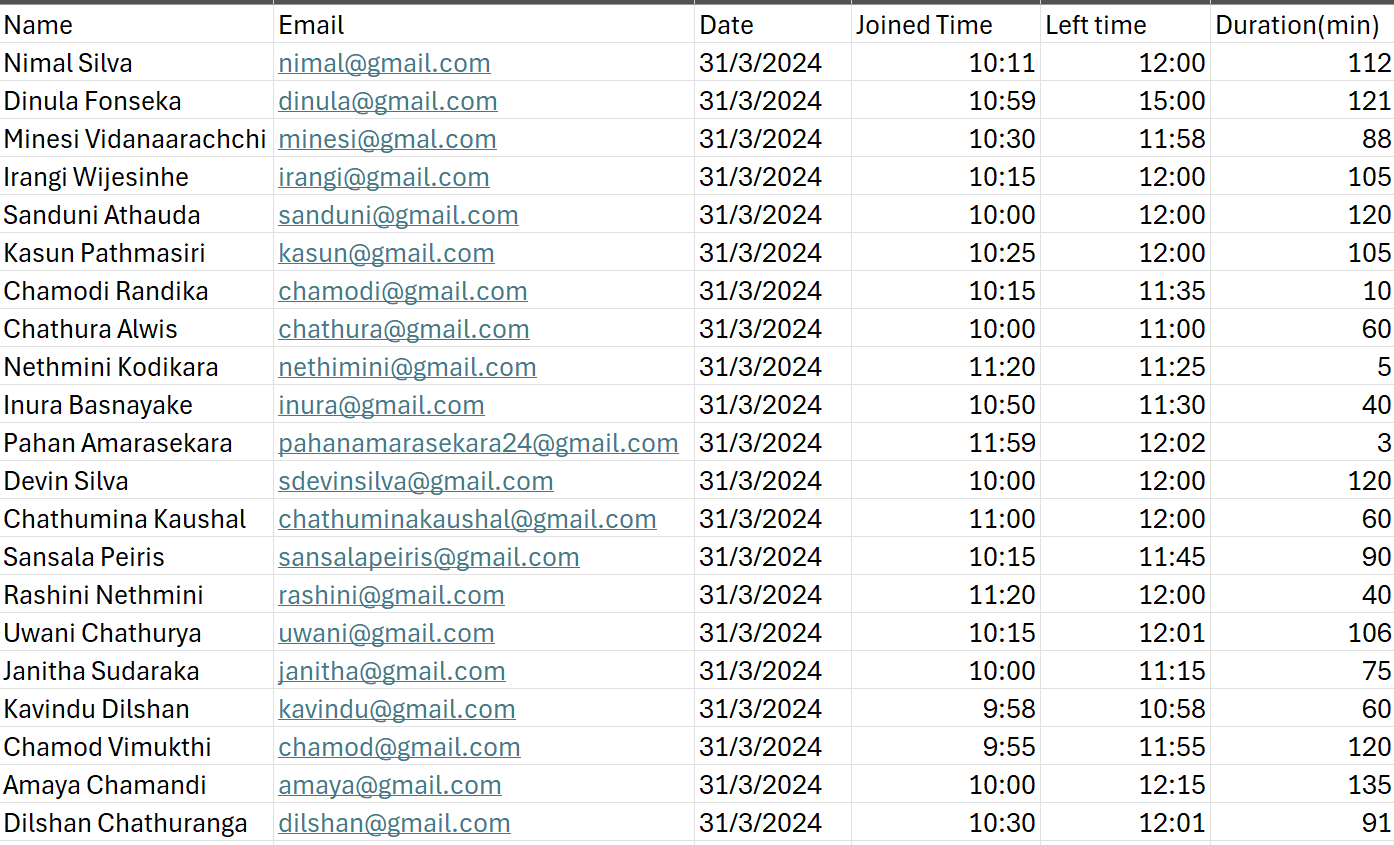 Name Email Date Joined Time Left time Duration(min)
Nimal Silva nimal@gmail.com 31/3/2024 10:11 12:00 112
Dinula Fonseka dinula@gmail.com 31/3/2024 10:59 15:00 121
Minesi Vidanaarachchi minesi@gmal.com 31/3/2024 10:30 11:58 88
Irangi Wijesinhe irangi@gmail.com 31/3/2024 10:15 12:00 105
Sanduni Athauda sanduni@gmail.com 31/3/2024 10:00 12:00 120
Kasun Pathmasiri kasun@gmail.com 31/3/2024 10:25 12:00 105
Chamodi Randika chamodi@gmail.com 31/3/2024 10:15 11:35 10
Chathura Alwis chathura@gmail.com 31/3/2024 10:00 11:00 60
Nethmini Kodikara nethimini@gmail.com 31/3/2024 11:20 11:25 5
Inura Basnayake inura@gmail.com 31/3/2024 10:50 11:30 40
Pahan Amarasekara pahanamarasekara24@gmail.com 31/3/2024 11:59 12:02 3
Devin Silva sdevinsilva@gmail.com 31/3/2024 10:00 12:00 120
Chathumina Kaushal chathuminakaushal@gmail.com 31/3/2024 11:00 12:00 60
Sansala Peiris sansalapeiris@gmail.com 31/3/2024 10:15 11:45 90
Rashini Nethmini rashini@gmail.com 31/3/2024 11:20 12:00 40
Uwani Chathurya uwani@gmail.com 31/3/2024 10:15 12:01 106
Janitha Sudaraka janitha@gmail.com 31/3/2024 10:00 11:15 75
Kavindu Dilshan kavindu@gmail.com 31/3/2024 9:58 10:58 60
Chamod Vimukthi chamod@gmail.com 31/3/2024 9:55 11:55 120
Amaya Chamandi amaya@gmail.com 31/3/2024 10:00 12:15 135
Dilshan Chathuranga dilshan@gmail.com 31/3/2024 10:30 12:01 91